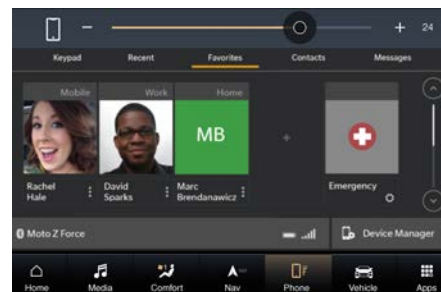 24
Keypad Recent Favorites Contacts Messages
Mobile Work Home
MB
Rachel Hale
David Sparks
Marc Brendanawicz
Emergency
Moto Z Force Device Manager
Home Media Comfort Nav Phone Vehicle Apps